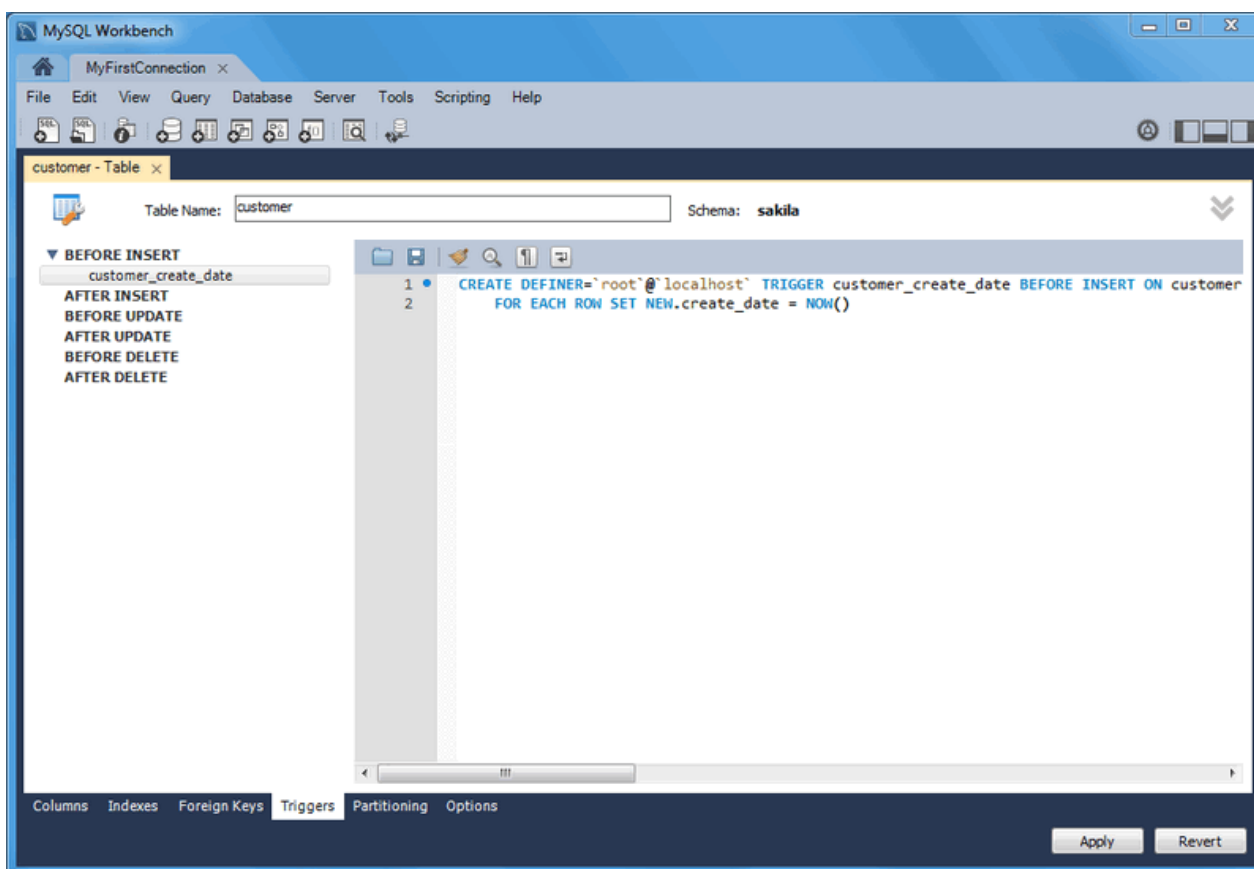 MySQL Workbench
MyFirstConnection
File Edit View Query Database Server Tools Scripting Help
SQL SQL
customer - Table
Table Name: customer Schema: sakila
BEFORE INSERT
customer_create_date
AFTER INSERT
BEFORE UPDATE
AFTER UPDATE
BEFORE DELETE
AFTER DELETE
1 CREATE DEFINER=`root`@`localhost` TRIGGER customer_create_date BEFORE INSERT ON customer
2 FOR EACH ROW SET NEW.create_date = NOW()
Columns Indexes Foreign Keys Triggers Partitioning Options
Apply Revert